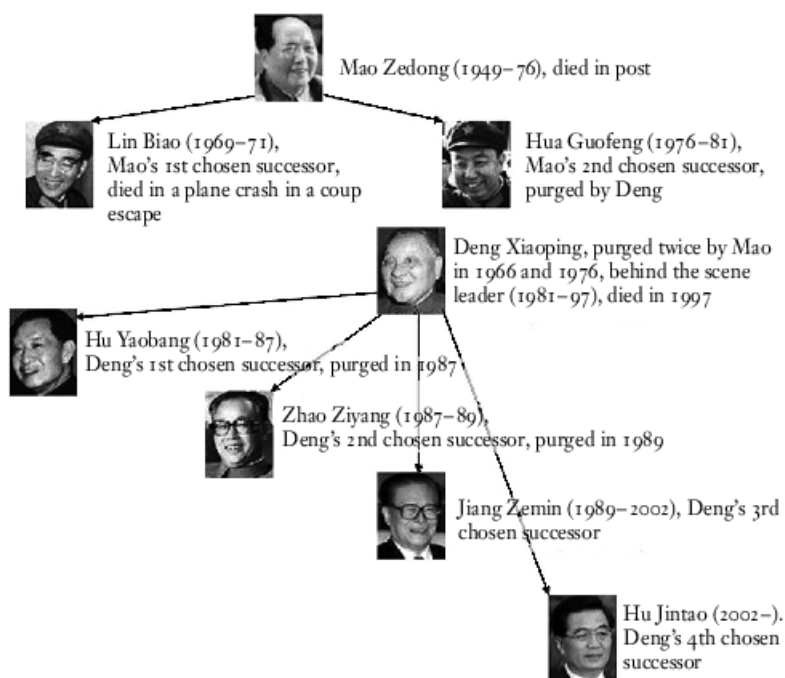 Mao Zedong (1949–76), died in post
Lin Biao (1969–71),
Mao's 1st chosen successor,
died in a plane crash in a coup
escape
Hua Guofeng (1976–81),
Mao's 2nd chosen successor,
purged by Deng
Deng Xiaoping, purged twice by Mao
in 1966 and 1976, behind the scene
leader (1981–97), died in 1997
Hu Yaobang (1981–87),
Deng's 1st chosen successor, purged in 1987
Zhao Ziyang (1987–89),
Deng's 2nd chosen successor, purged in 1989
Jiang Zemin (1989–2002), Deng's 3rd
chosen successor
Hu Jintao (2002–).
Deng's 4th chosen
successor